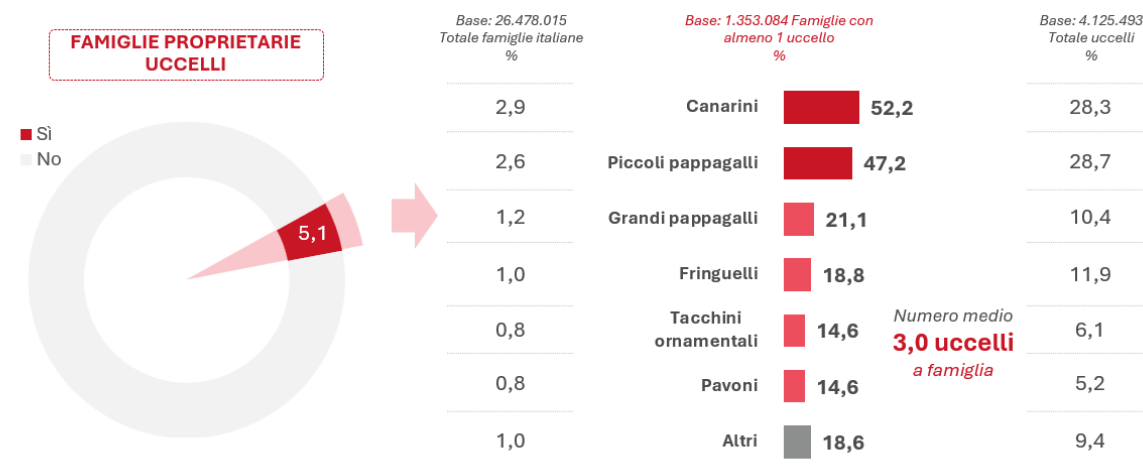 FAMIGLIE PROPRIETARIE
UCCELLI
Sì
No
5,1
Base: 26.478.015
Totale famiglie italiane
%
Base: 1.353.084 Famiglie con
almeno 1 uccello
%
Base: 4.125.493
Totale uccelli
%
2,9
Canarini
52,2
28,3
2,6
Piccoli pappagalli
47,2
28,7
1,2
Grandi pappagalli
21,1
10,4
1,0
Fringuelli
18,8
11,9
0,8
Tacchini
ornamentali
14,6
6,1
0,8
Pavoni
14,6
5,2
1,0
Altri
18,6
9,4
Numero medio
3,0 uccelli
a famiglia